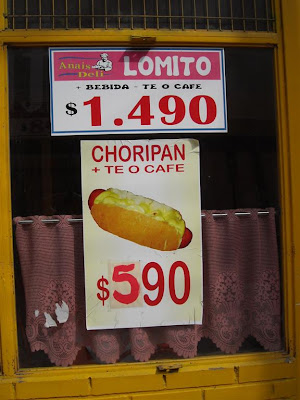 Anais Deli LOMITO
+ BEBIDA - TE O CAFE
$1.490
CHORIPAN
+ TE O CAFE
$590